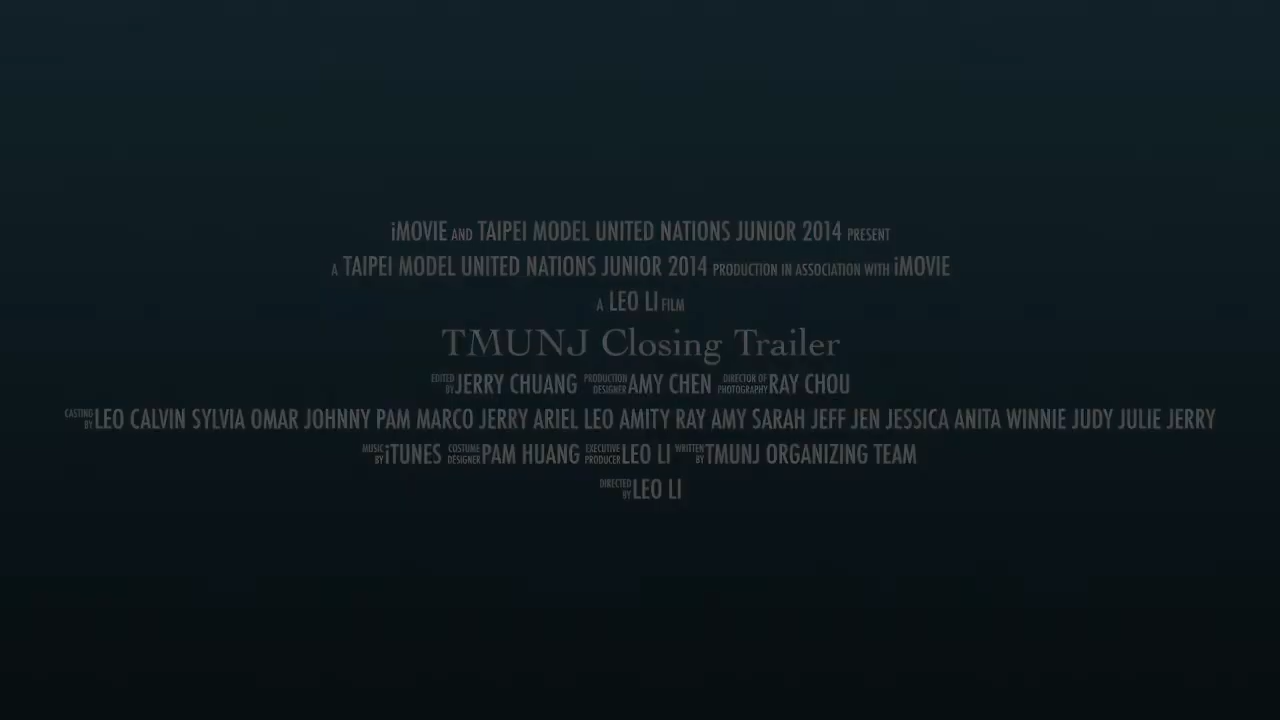 iMOVIE AND TAIPEI MODEL UNITED NATIONS JUNIOR 2014 PRESENT
A TAIPEI MODEL UNITED NATIONS JUNIOR 2014 PRODUCTION IN ASSOCIATION WITH iMOVIE
A LEO LI FILM
TMUNJ Closing Trailer
EDITED BY JERRY CHUANG PRODUCTION DESIGNER AMY CHEN DIRECTOR OF PHOTOGRAPHY RAY CHOU
CASTING BY LEO CALVIN SYLVIA OMAR JOHNNY PAM MARCO JERRY ARIEL LEO AMITY RAY AMY SARAH JEFF JEN JESSICA ANITA WINNIE JUDY JULIE JERRY
MUSIC BY iTUNES COSTUME DESIGNER PAM HUANG EXECUTIVE PRODUCER LEO LI WRITTEN BY TMUNJ ORGANIZING TEAM
DIRECTED BY LEO LI